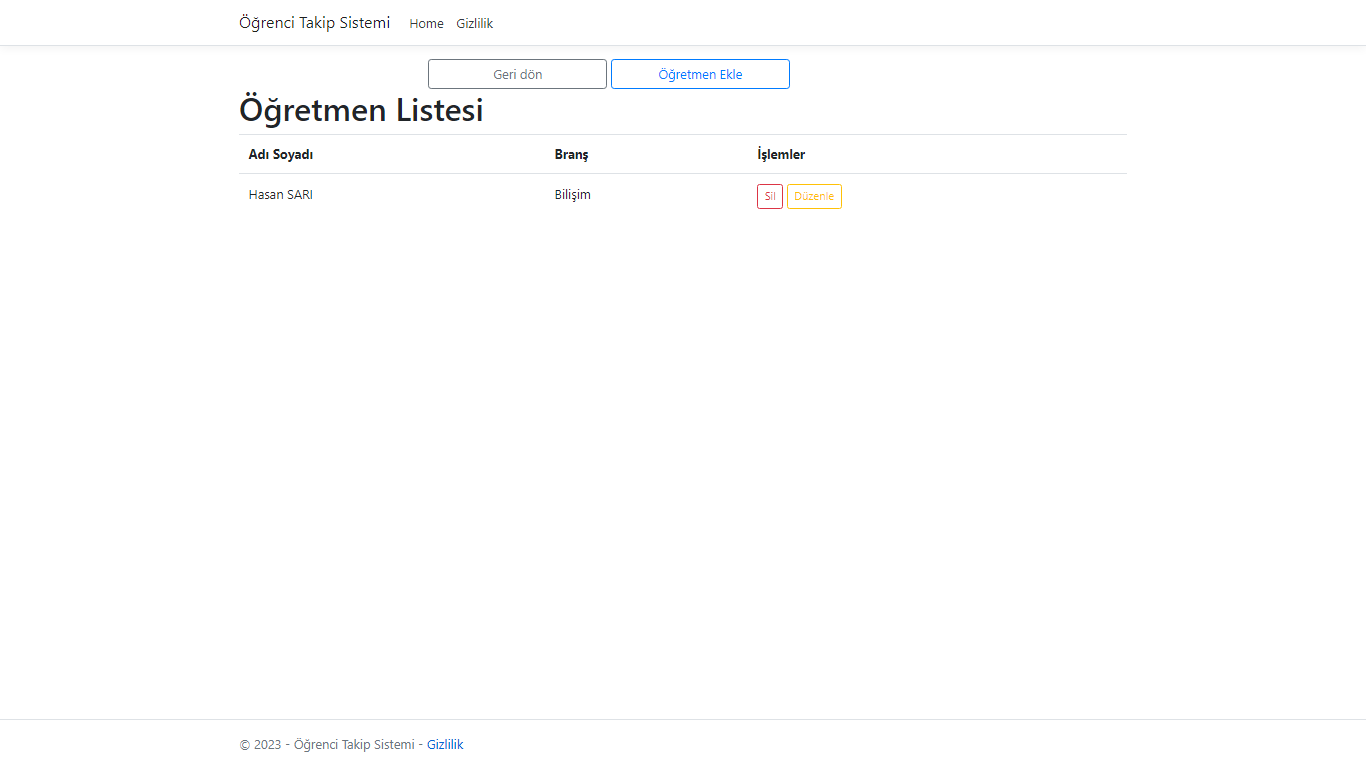 Öğrenci Takip Sistemi Home Gizlilik
Geri dön Öğretmen Ekle
Öğretmen Listesi
Adı Soyadı Branş İşlemler
Hasan SARI Bilişim Sil Düzenle
© 2023 - Öğrenci Takip Sistemi - Gizlilik